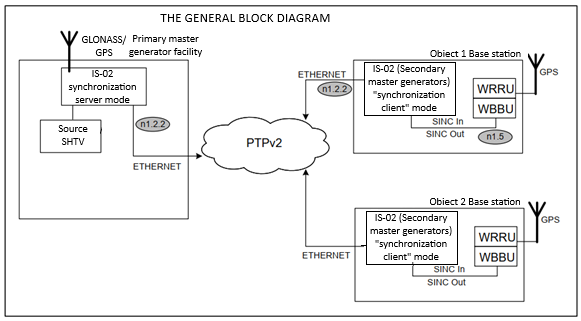 THE GENERAL BLOCK DIAGRAM
GLONASS/
GPS
Primary master
generator facility
IS-02
synchronization
server mode
Source
SHTV
n1.2.2
ETHERNET
PTPv2
Obiect 1 Base station
ETHERNET
n1.2.2
IS-02 (Secondary
master generators)
"synchronization
client" mode
WRRU
WBBU
GPS
SINC In
SINC Out
n1.5
Obiect 2 Base station
IS-02 (Secondary
master generators)
"synchronization
client" mode
WRRU
WBBU
GPS
ETHERNET
SINC In
SINC Out